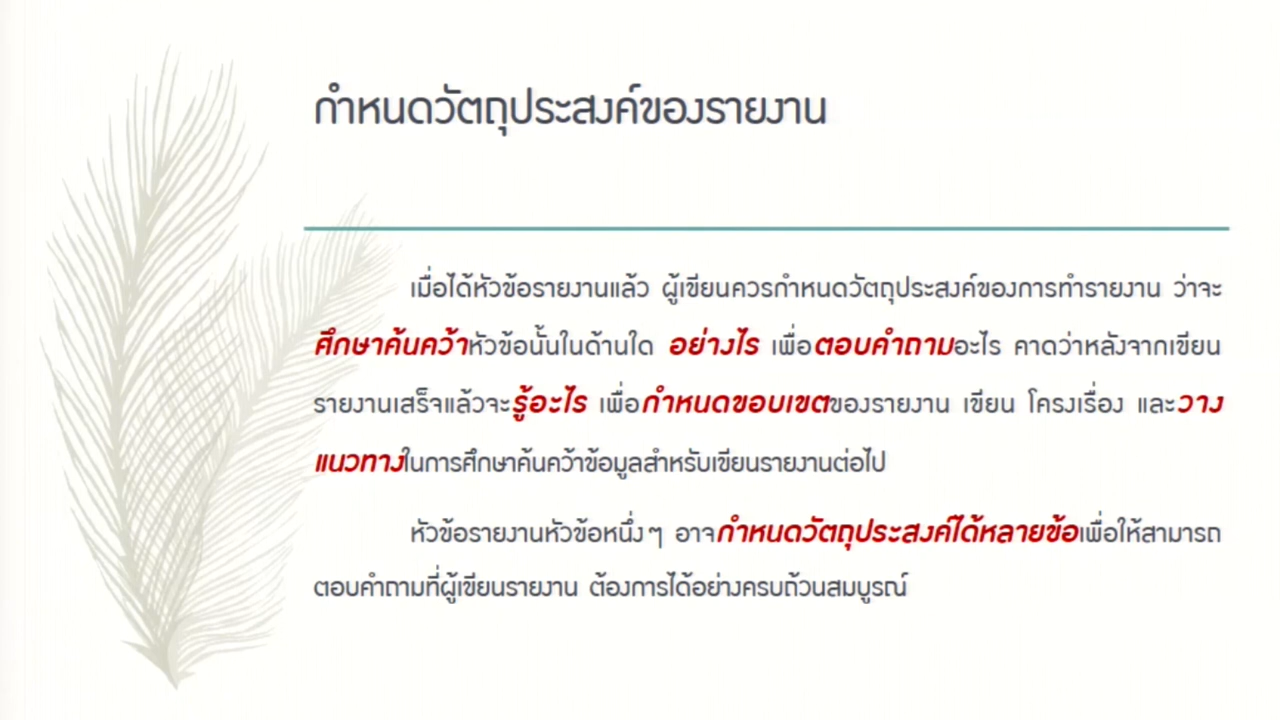 กำหนดวัตถุประสงค์ของรายงาน
เมื่อได้หัวข้อรายงานแล้ว ผู้เขียนควรกำหนดวัตถุประสงค์ของการทำรายงาน ว่าจะ
ศึกษาค้นคว้าหัวข้อนั้นในด้านใด อย่างไร เพื่อตอบคำถามอะไร คาดว่าหลังจากเขียน
รายงานเสร็จแล้วจะรู้อะไร เพื่อกำหนดขอบเขตของรายงาน เขียน โครงเรื่อง และวาง
แนวทางในการศึกษาค้นคว้าข้อมูลสำหรับเขียนรายงานต่อไป
หัวข้อรายงานหัวข้อหนึ่งๆ อาจกำหนดวัตถุประสงค์ได้หลายข้อเพื่อให้สามารถ
ตอบคำถามที่ผู้เขียนรายงาน ต้องการได้อย่างครบถ้วนสมบูรณ์